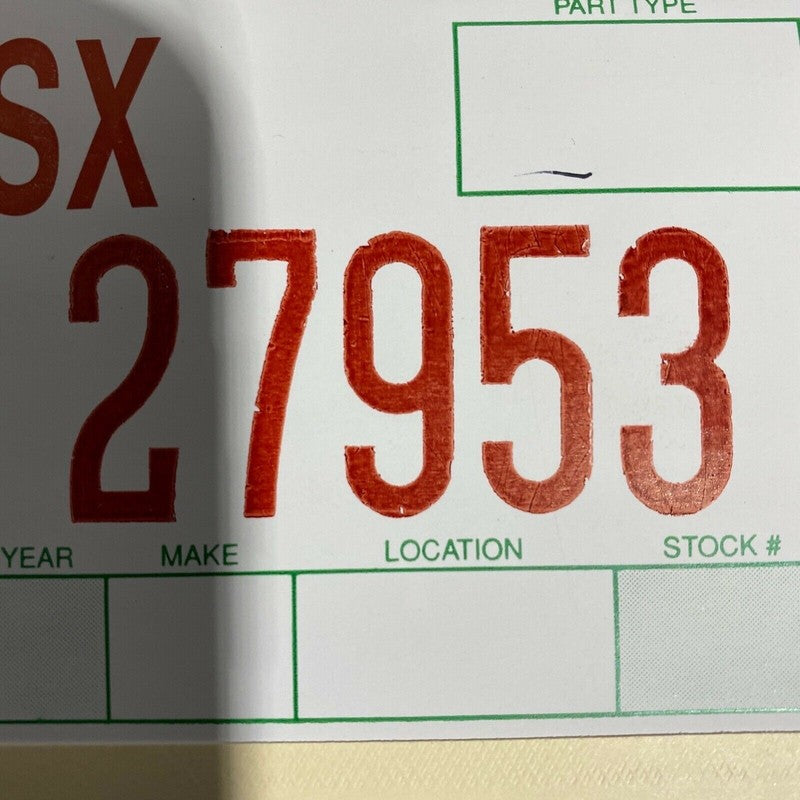 PART TYPE
SX
27953
YEAR MAKE LOCATION STOCK #